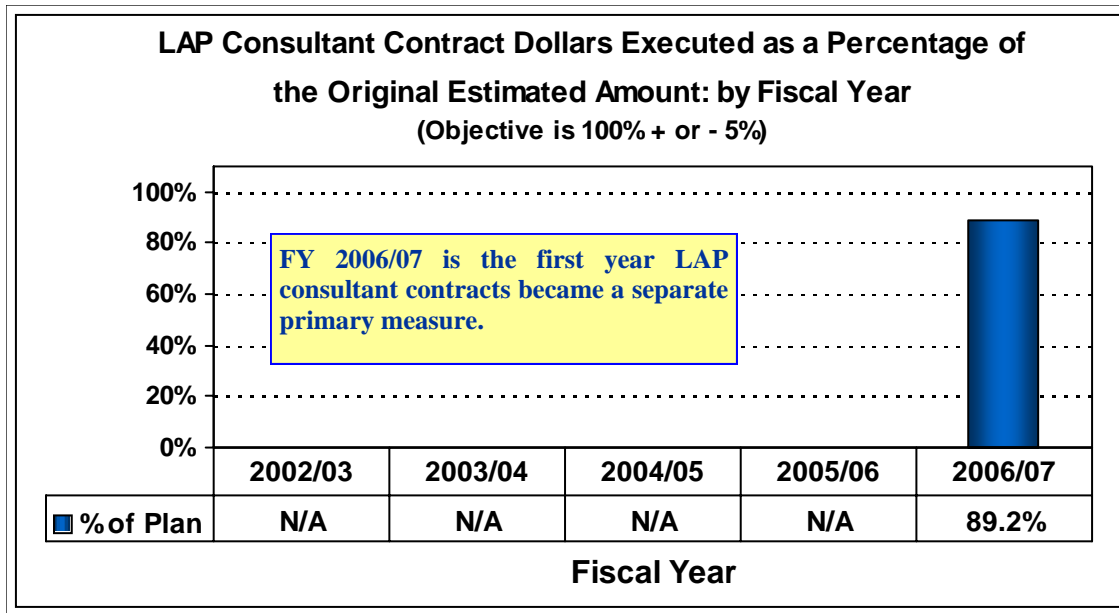 LAP Consultant Contract Dollars Executed as a Percentage of
the Original Estimated Amount: by Fiscal Year
(Objective is 100% + or - 5%)
100%
80%
60%
40%
20%
0%
FY 2006/07 is the first year LAP
consultant contracts became a separate
primary measure.
2002/03 2003/04 2004/05 2005/06 2006/07
% of Plan N/A N/A N/A N/A 89.2%
Fiscal Year